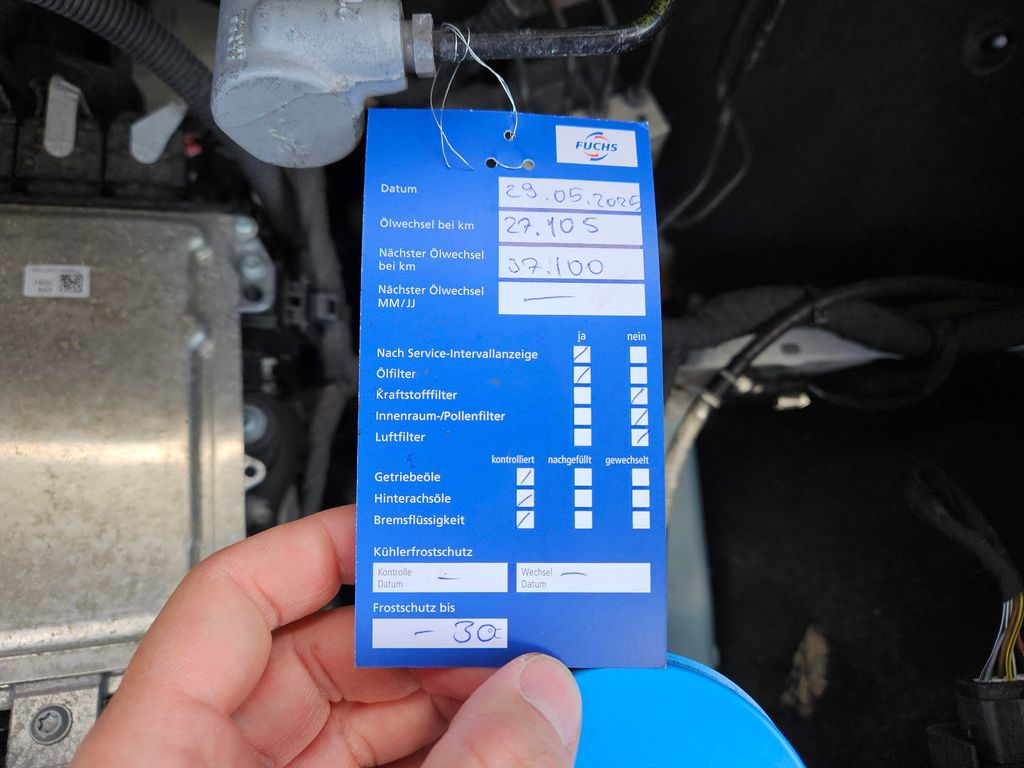 FUCHS
Datum 29.05.2025
Ölwechsel bei km 27.105
Nächster Ölwechsel
bei km 37.100
Nächster Ölwechsel
MM/JJ —
ja nein
Nach Service-Intervallanzeige
Ölfilter
Kraftstofffilter
Innenraum-/Pollenfilter
Luftfilter
kontrolliert nachgefüllt gewechselt
Getriebeöle
Hinterachsöle
Bremsflüssigkeit
Kühlerfrostschutz
Kontrolle — Wechsel —
Datum Datum
Frostschutz bis
- 30°C